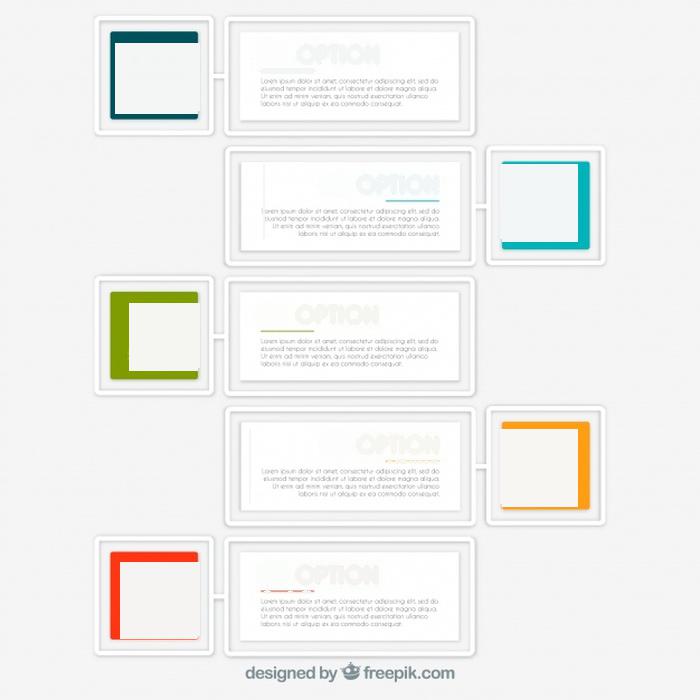 OPTION
Lorem ipsum dolor sit amet, consectetur adipiscing elit, sed do
eiusmod tempor incididunt ut labore et dolore magna aliqua.
Ut enim ad minim veniam, quis nostrud exercitation ullamco
laboris nisi ut aliquip ex ea commodo consequat.
OPTION
Lorem ipsum dolor sit amet, consectetur adipiscing elit, sed do
eiusmod tempor incididunt ut labore et dolore magna aliqua.
Ut enim ad minim veniam, quis nostrud exercitation ullamco
laboris nisi ut aliquip ex ea commodo consequat.
OPTION
Lorem ipsum dolor sit amet, consectetur adipiscing elit, sed do
eiusmod tempor incididunt ut labore et dolore magna aliqua.
Ut enim ad minim veniam, quis nostrud exercitation ullamco
laboris nisi ut aliquip ex ea commodo consequat.
OPTION
Lorem ipsum dolor sit amet, consectetur adipiscing elit, sed do
eiusmod tempor incididunt ut labore et dolore magna aliqua.
Ut enim ad minim veniam, quis nostrud exercitation ullamco
laboris nisi ut aliquip ex ea commodo consequat.
OPTION
Lorem ipsum dolor sit amet, consectetur adipiscing elit, sed do
eiusmod tempor incididunt ut labore et dolore magna aliqua.
Ut enim ad minim veniam, quis nostrud exercitation ullamco
laboris nisi ut aliquip ex ea commodo consequat.
designed by freepik.com